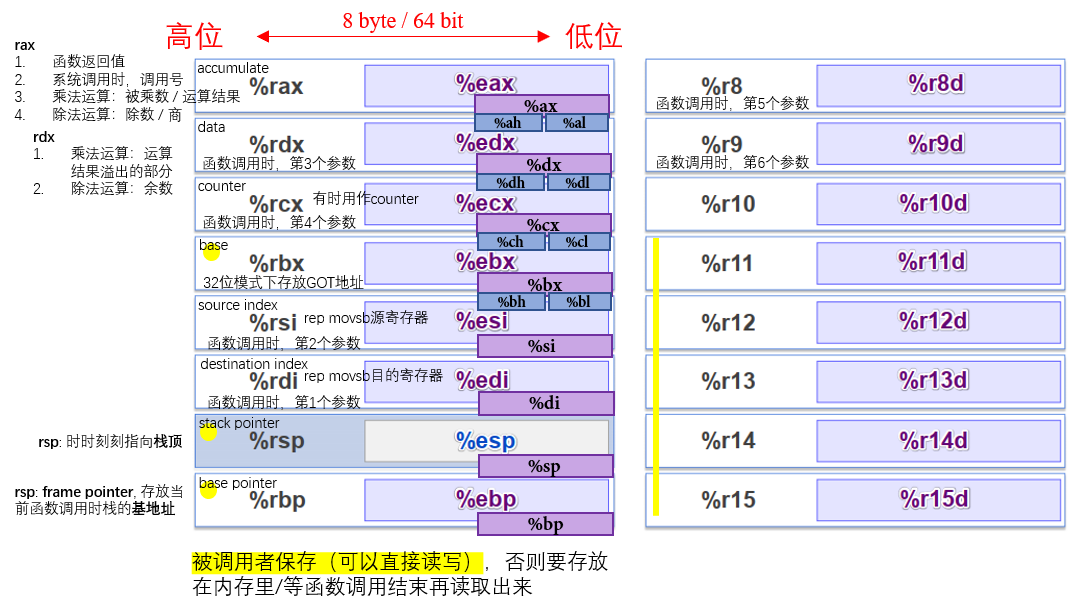 8 byte / 64 bit
高位
低位
rax
1. 函数返回值
2. 系统调用时，调用号
3. 乘法运算：被乘数 / 运算结果
4. 除法运算：除数 / 商
rdx
1. 乘法运算：运算
结果溢出的部分
2. 除法运算：余数
accumulate
%rax
%eax
%ax
%ah
%al
data
%rdx
%edx
函数调用时，第3个参数
%dx
%dh
%dl
counter
%rcx
有时用作counter
%ecx
函数调用时，第4个参数
%cx
%ch
%cl
base
%rbx
%ebx
32位模式下存放GOT地址
%bx
%bh
%bl
source index
%rsi
rep movsb源寄存器
%esi
函数调用时，第2个参数
%si
destination index
%rdi
rep movsb目的寄存器
%edi
函数调用时，第1个参数
%di
rsp: 时时刻刻指向栈顶
stack pointer
%rsp
%esp
%sp
rsp: frame pointer, 存放当
前函数调用时栈的基地址
base pointer
%rbp
%ebp
%bp
%r8
%r8d
函数调用时，第5个参数
%r9
%r9d
函数调用时，第6个参数
%r10
%r10d
%r11
%r11d
%r12
%r12d
%r13
%r13d
%r14
%r14d
%r15
%r15d
被调用者保存（可以直接读写），否则要存放
在内存里/等函数调用结束再读取出来